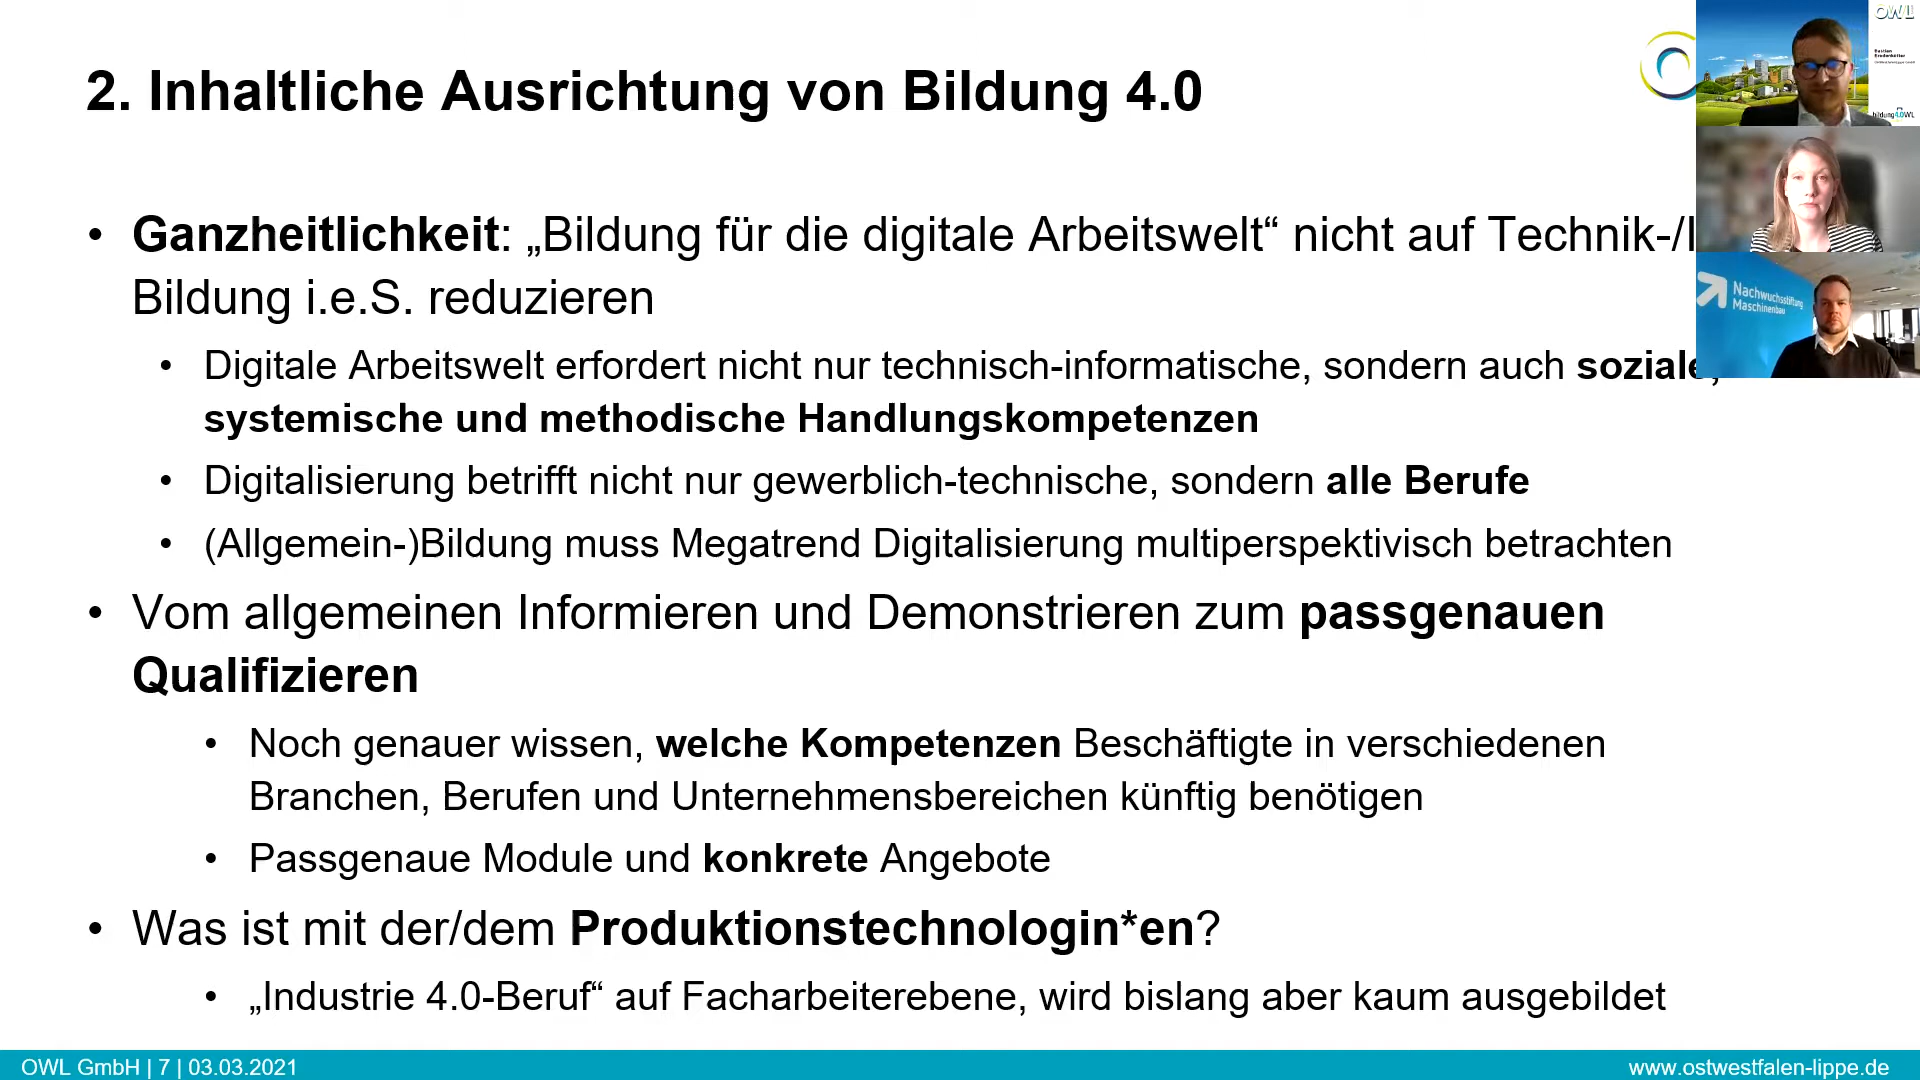 2. Inhaltliche Ausrichtung von Bildung 4.0
OWL
bildung4.0OWL
Nachwuchsstiftung
Maschinenbau
• Ganzheitlichkeit: „Bildung für die digitale Arbeitswelt“ nicht auf Technik-/
Bildung i.e.S. reduzieren
• Digitale Arbeitswelt erfordert nicht nur technisch-informatische, sondern auch soziale,
systemische und methodische Handlungskompetenzen
• Digitalisierung betrifft nicht nur gewerblich-technische, sondern alle Berufe
• (Allgemein-)Bildung muss Megatrend Digitalisierung multiperspektivisch betrachten
• Vom allgemeinen Informieren und Demonstrieren zum passgenauen
Qualifizieren
• Noch genauer wissen, welche Kompetenzen Beschäftigte in verschiedenen
Branchen, Berufen und Unternehmensbereichen künftig benötigen
• Passgenaue Module und konkrete Angebote
• Was ist mit der/dem Produktionstechnologin*en?
• „Industrie 4.0-Beruf“ auf Facharbeiterebene, wird bislang aber kaum ausgebildet
OWL GmbH | 7 | 03.03.2021
www.ostwestfalen-lippe.de